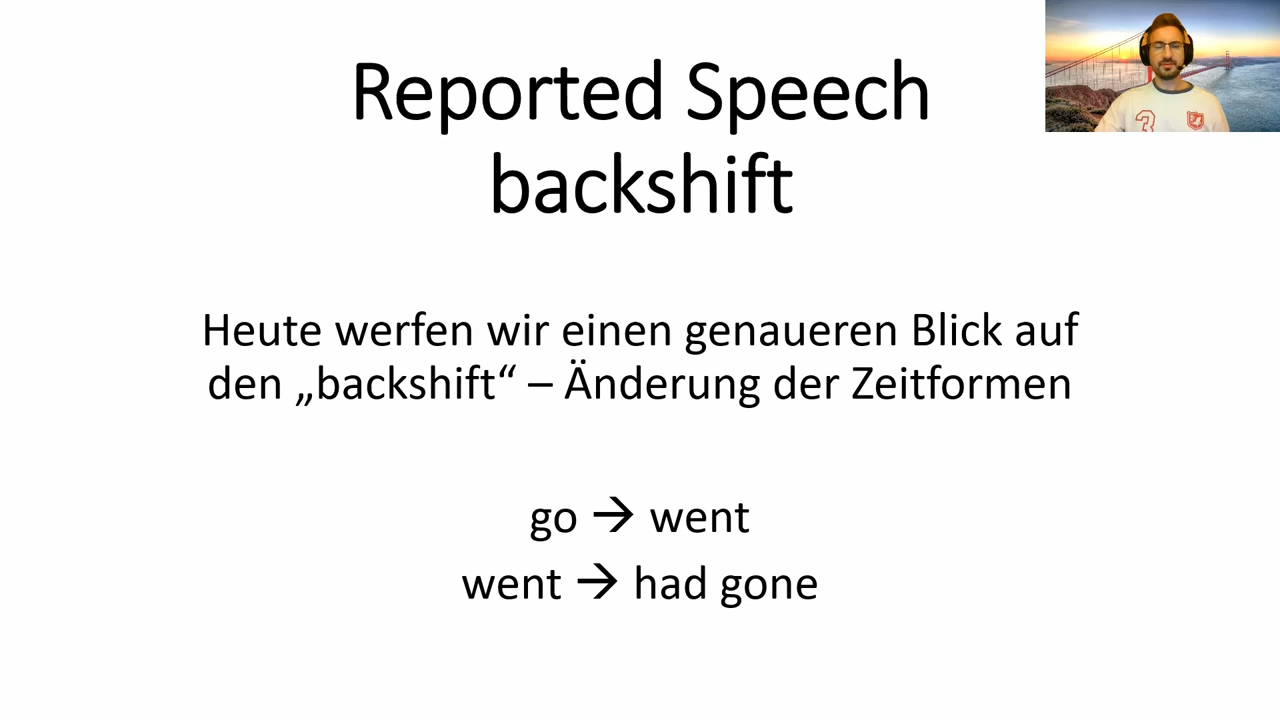 Reported Speech
backshift
Heute werfen wir einen genaueren Blick auf
den „backshift“ – Änderung der Zeitformen
go → went
went → had gone
3